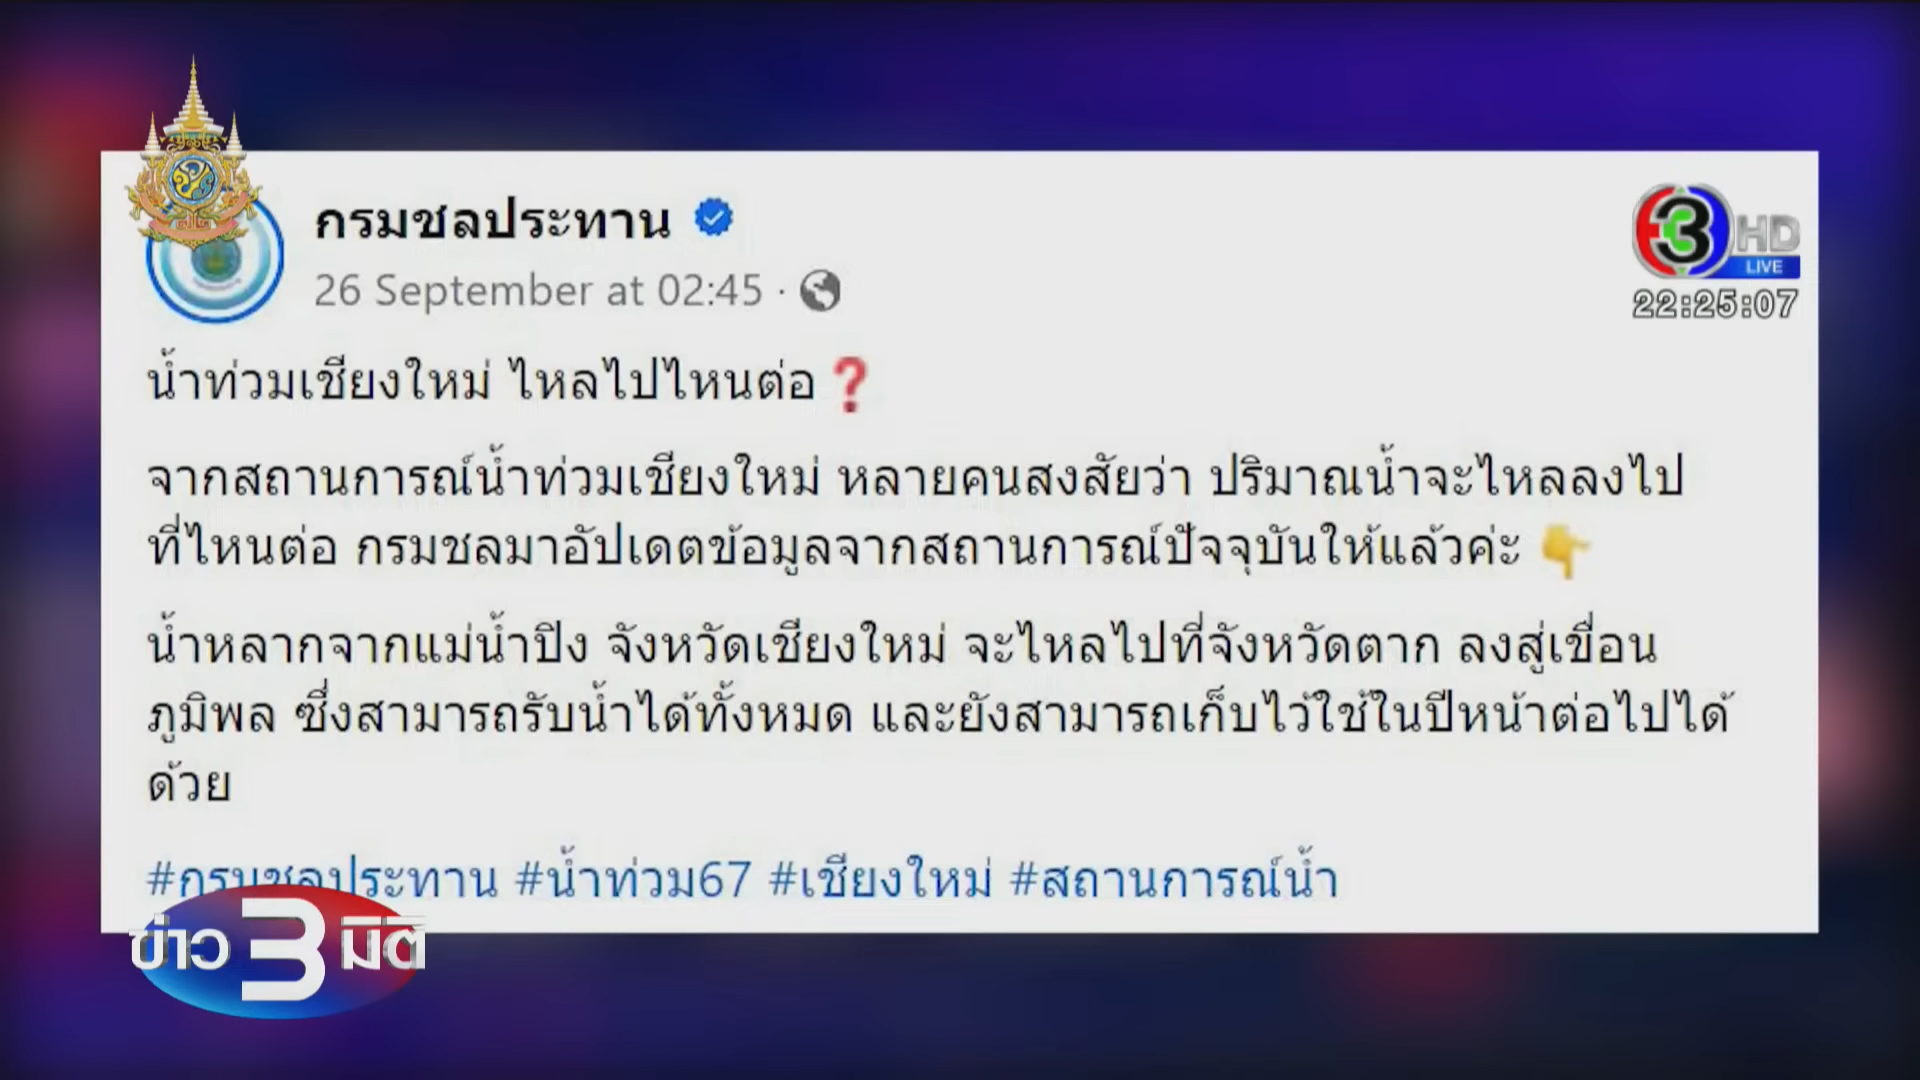 กรมชลประทาน
26 September at 02:45 ·
3 HD
LIVE
22:25:07
น้ำท่วมเชียงใหม่ ไหลไปไหนต่อ❓
จากสถานการณ์น้ำท่วมเชียงใหม่ หลายคนสงสัยว่า ปริมาณน้ำจะไหลลงไป
ที่ไหนต่อ กรมชลมาอัปเดตข้อมูลจากสถานการณ์ปัจจุบันให้แล้วค่ะ 👇
น้ำหลากจากแม่น้ำปิง จังหวัดเชียงใหม่ จะไหลไปที่จังหวัดตาก ลงสู่เขื่อน
ภูมิพล ซึ่งสามารถรับน้ำได้ทั้งหมด และยังสามารถเก็บไว้ใช้ในปีหน้าต่อไปได้
ด้วย
#กรมชลประทาน #น้ำท่วม67 #เชียงใหม่ #สถานการณ์น้ำ
ข่าว 3 มิติ